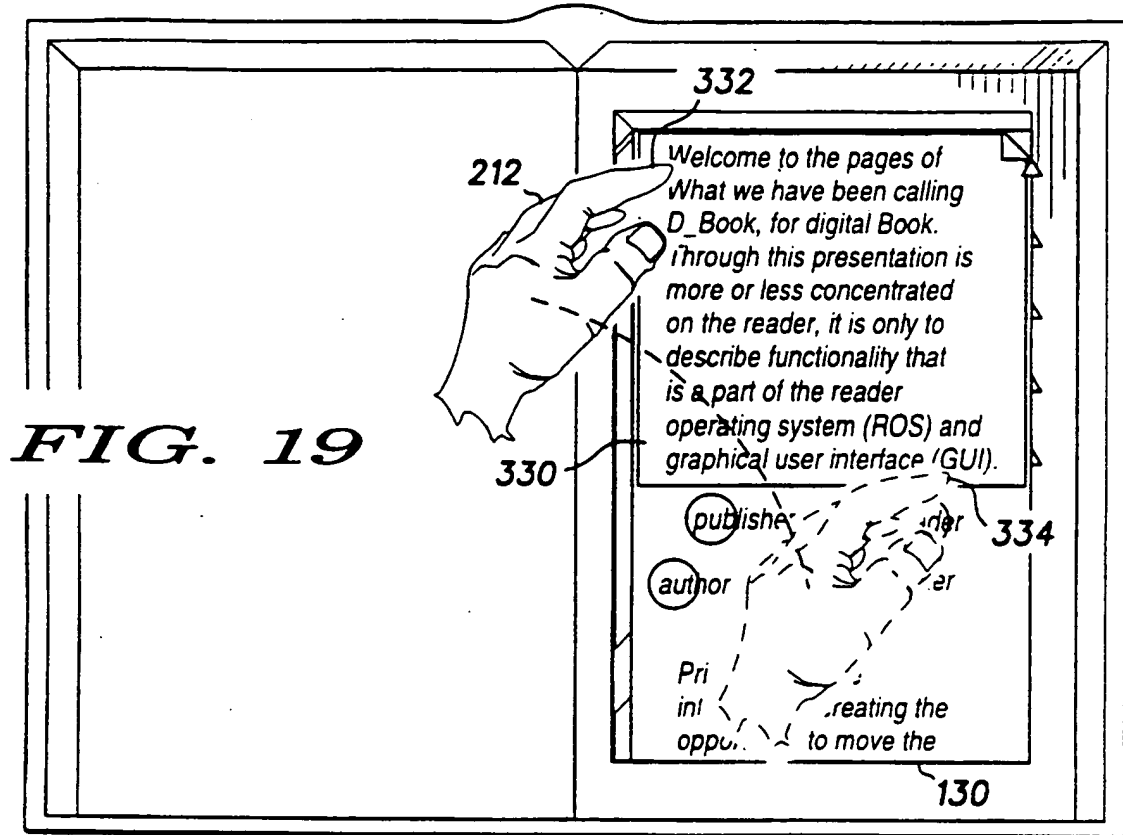 332
212
Welcome to the pages of
What we have been calling
D_Book, for digital Book.
Through this presentation is
more or less concentrated
on the reader, it is only to
describe functionality that
is a part of the reader
operating system (ROS) and
graphical user interface (GUI).
FIG. 19
330
334
publisher
author
creating the
to move the
130